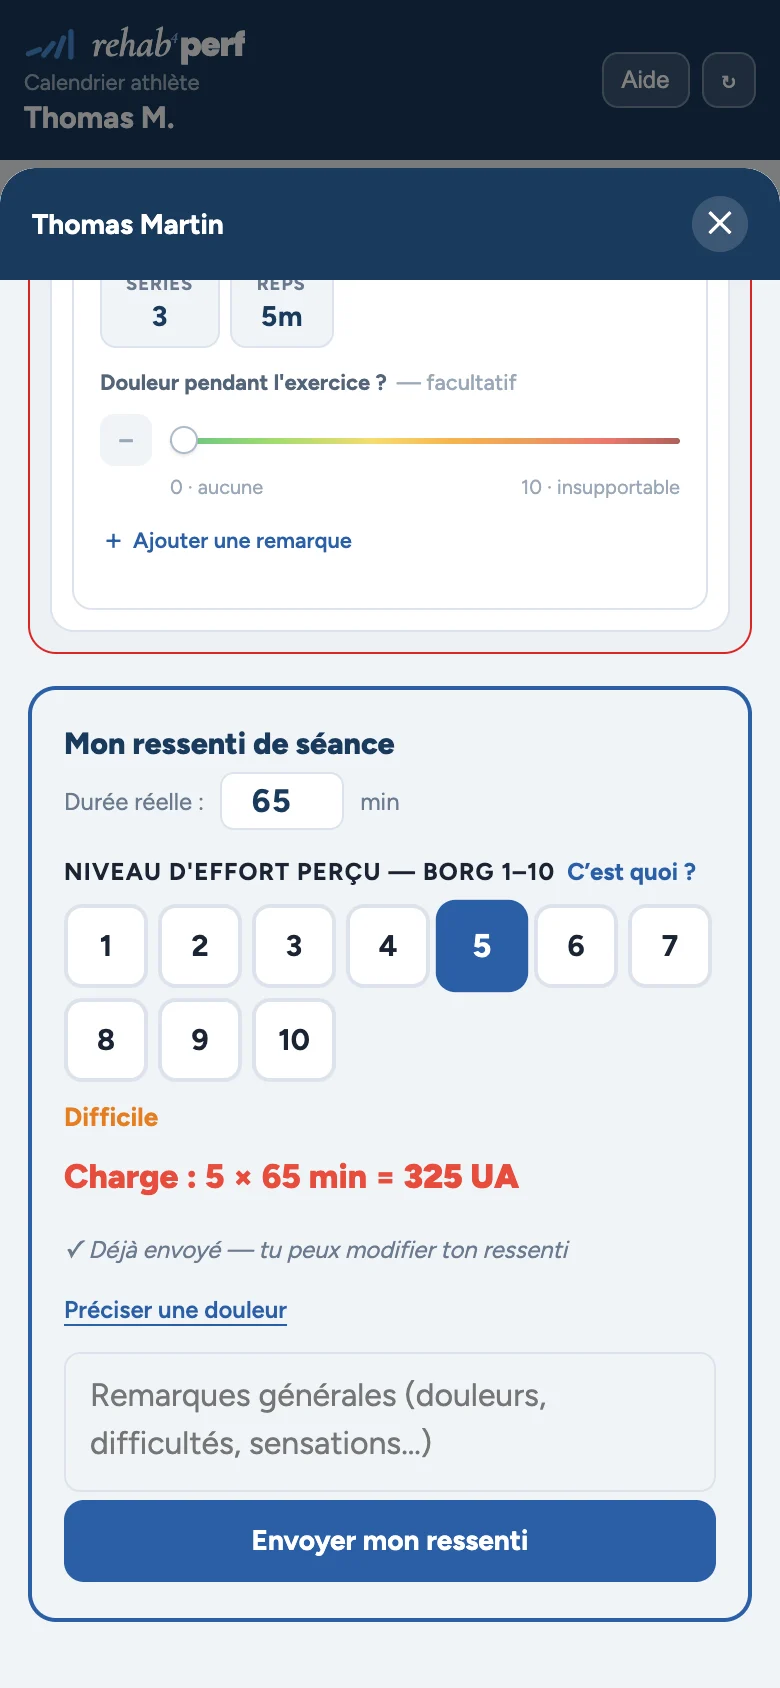 rehab4perf
Calendrier athlète
Thomas M.
Aide
↻
Thomas Martin
SÉRIES
REPS
3
5m
Douleur pendant l'exercice ? — facultatif
–
0 · aucune
10 · insupportable
+ Ajouter une remarque
Mon ressenti de séance
Durée réelle : 65 min
NIVEAU D'EFFORT PERÇU — BORG 1–10 C’est quoi ?
1 2 3 4 5 6 7
8 9 10
Difficile
Charge : 5 × 65 min = 325 UA
✓ Déjà envoyé — tu peux modifier ton ressenti
Préciser une douleur
Remarques générales (douleurs,
difficultés, sensations...)
Envoyer mon ressenti